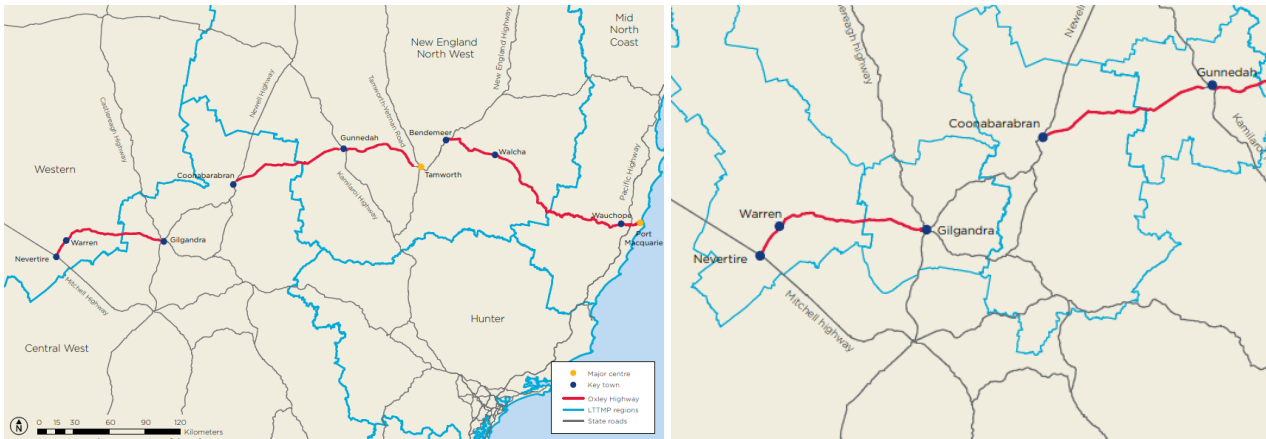 Mid
North
Coast
New England
North West
New England Highway
Tamworth-Yetman Road
Newell Highway
Castlereagh Highway
Bendemeer
Gunnedah
Walcha
Tamworth
Western
Coonabarabran
Kamilaroi Highway
Pacific Highway
Wauchope
Port
Macquarie
Warren
Gilgandra
Nevertire
Mitchell Highway
Hunter
Central West
Major centre
Key town
Oxley Highway
LTTMP regions
State roads
N
0 15 30 60 90 120
Kilometers
Gunnedah
Coonabarabran
Warren
Gilgandra
Nevertire
Mitchell highway